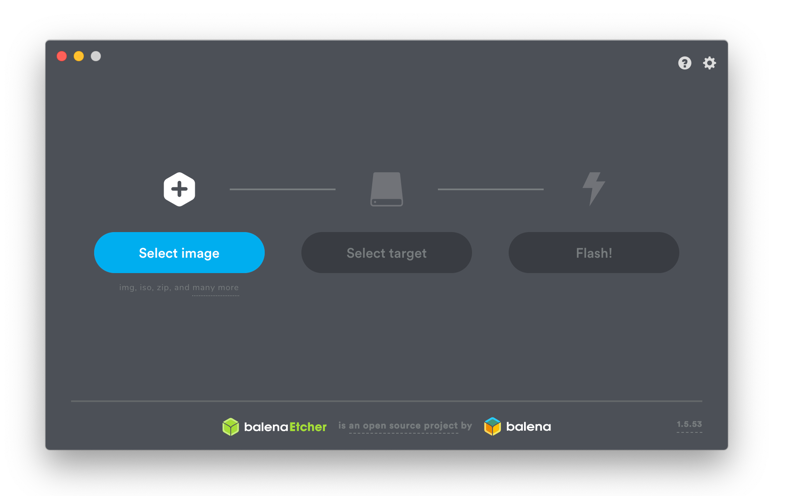 Select image
Select target
Flash!
img, iso, zip, and many more
balenaEtcher is an open source project by balena
1.5.53